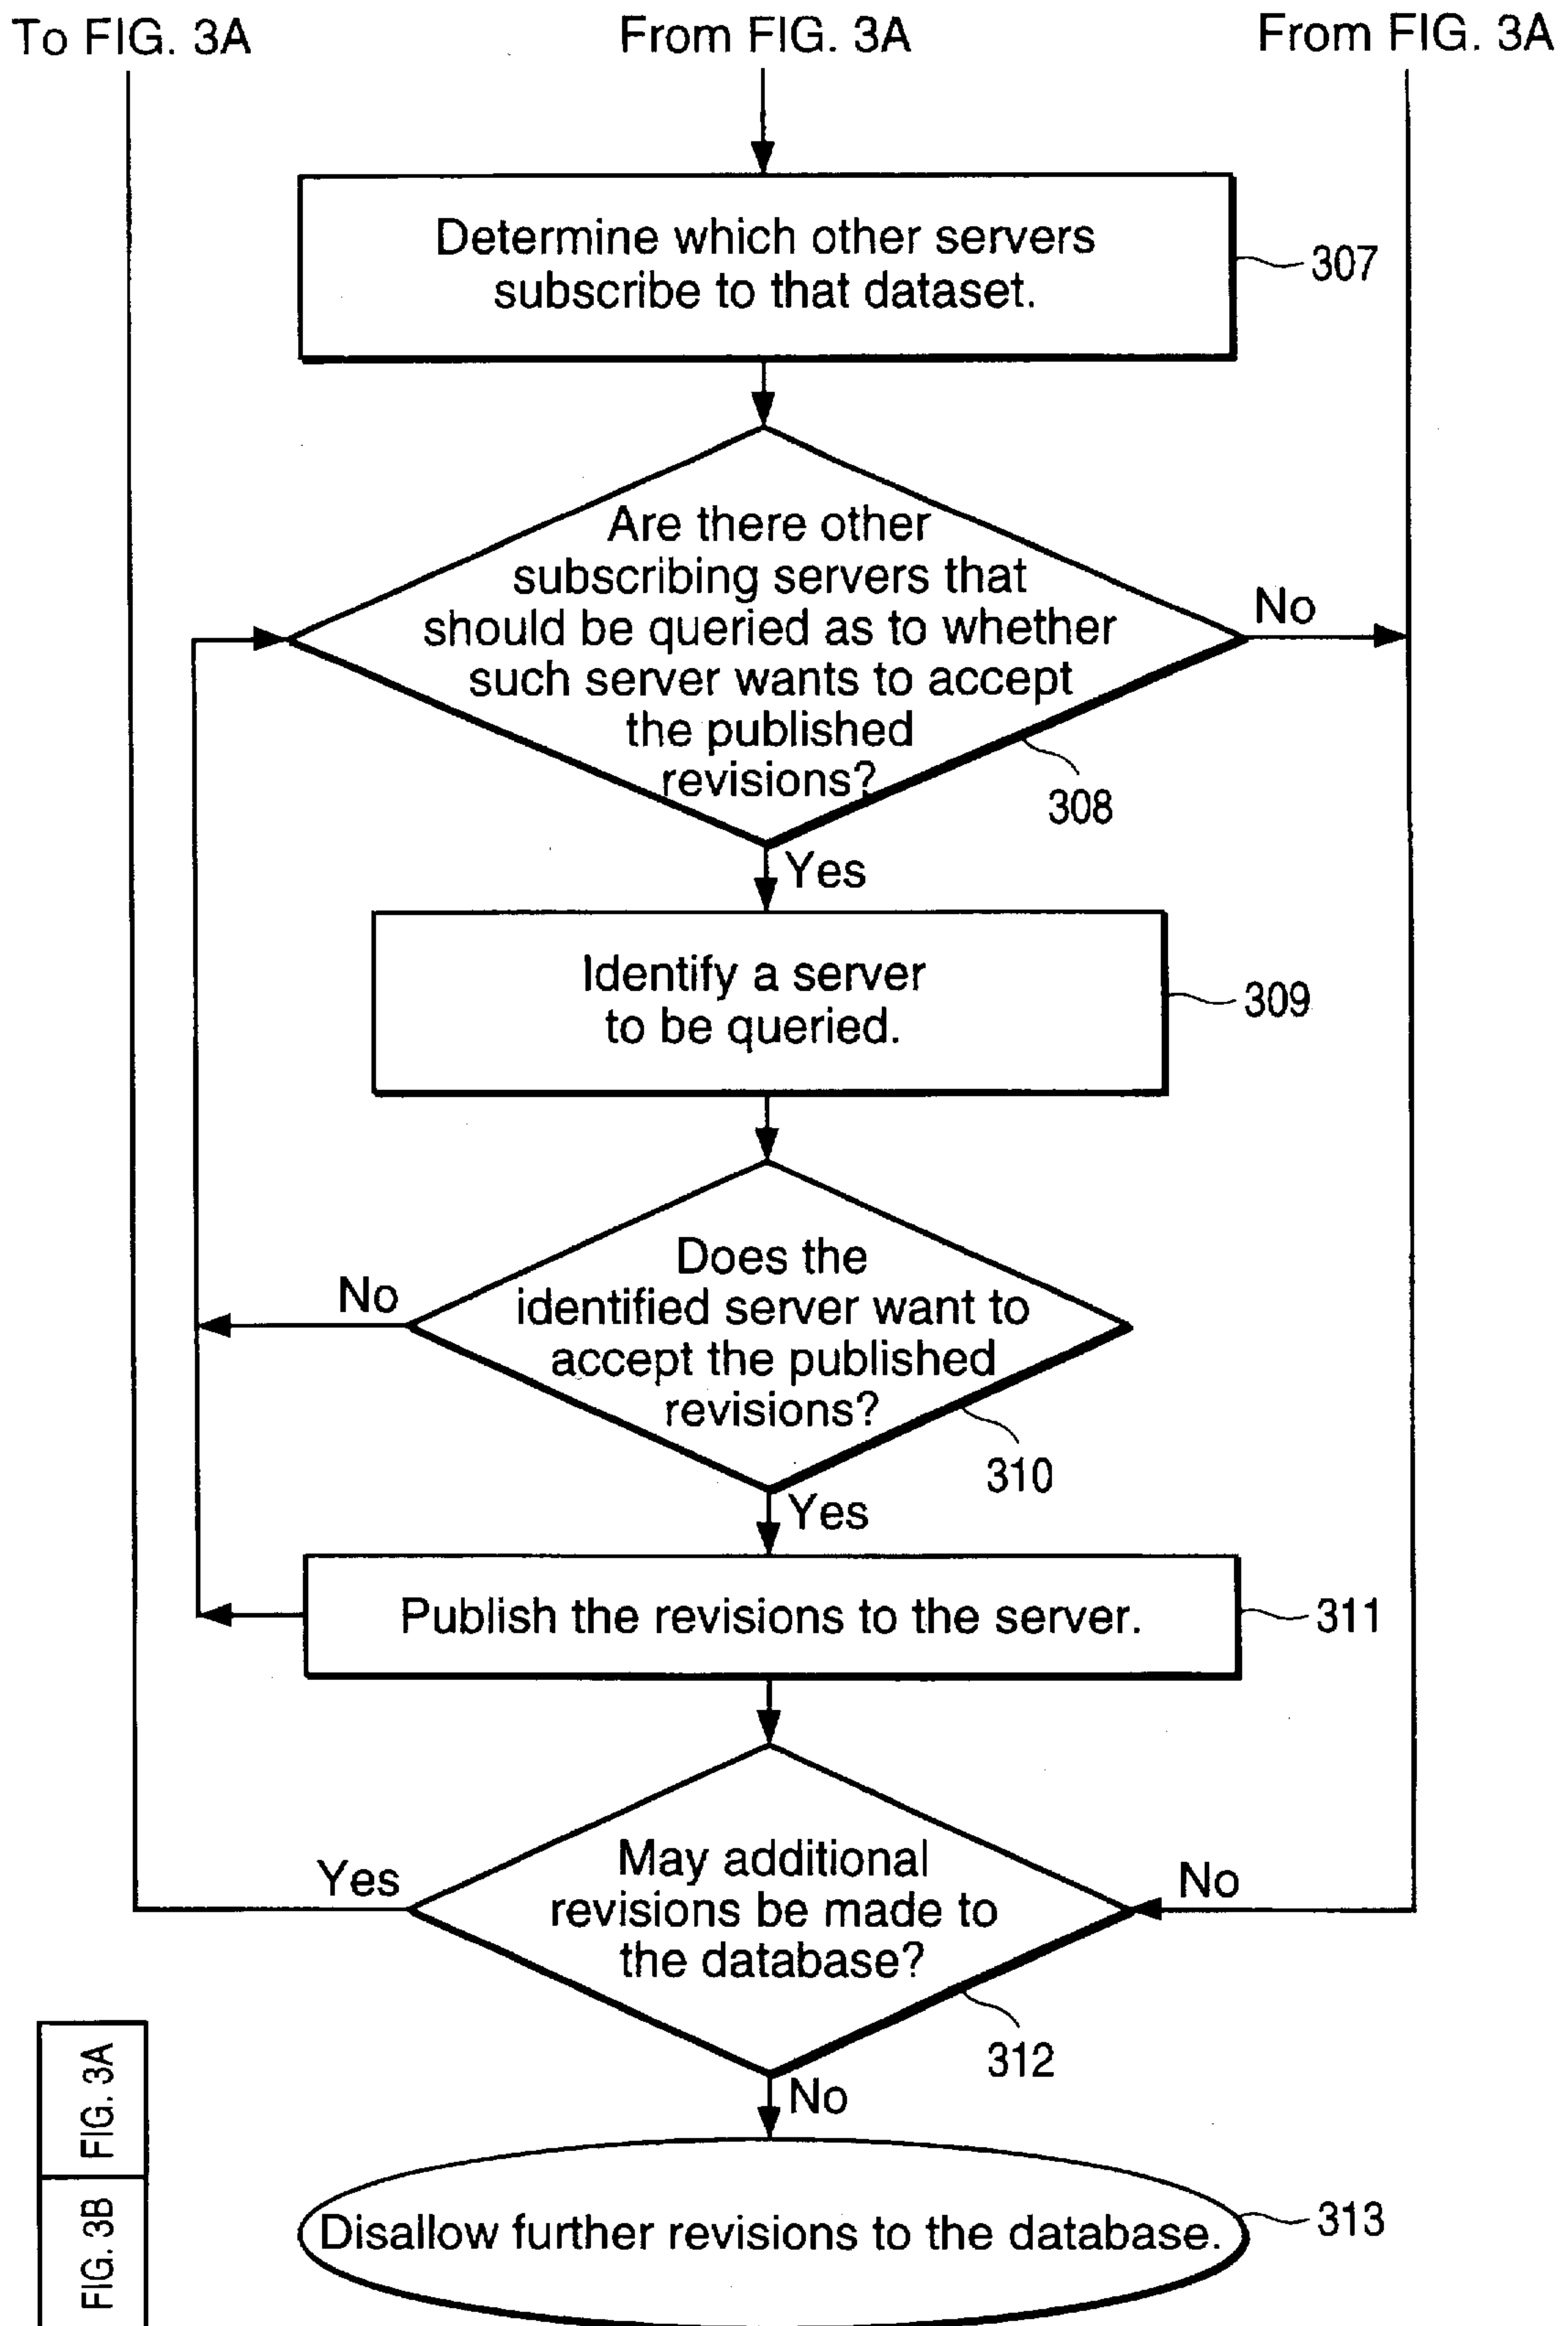 To FIG. 3A
From FIG. 3A
From FIG. 3A
Determine which other servers
subscribe to that dataset.
307
Are there other
subscribing servers that
should be queried as to whether
such server wants to accept
the published
revisions?
No
308
Yes
Identify a server
to be queried.
309
Does the
identified server want to
accept the published
revisions?
No
310
Yes
Publish the revisions to the server.
311
May additional
revisions be made to
the database?
Yes
No
312
No
Disallow further revisions to the database.
313
FIG. 3A
FIG. 3B